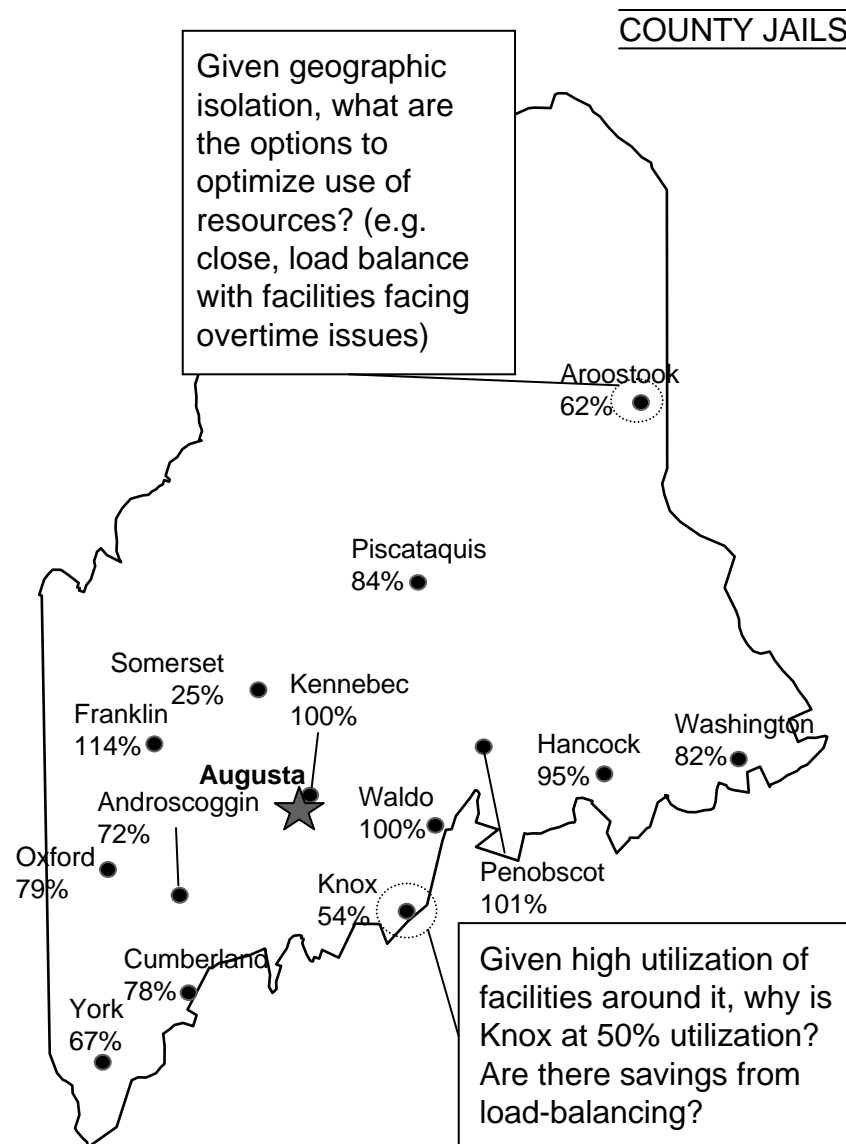 COUNTY JAILS
Given geographic
isolation, what are
the options to
optimize use of
resources? (e.g.
close, load balance
with facilities facing
overtime issues)
Aroostook
62%
Piscataquis
84%
Somerset
25%
Kennebec
100%
Franklin
114%
Washington
82%
Hancock
95%
Augusta
Androscoggin
72%
Waldo
100%
Oxford
79%
Knox
54%
Penobscot
101%
Cumberland
78%
York
67%
Given high utilization of
facilities around it, why is
Knox at 50% utilization?
Are there savings from
load-balancing?